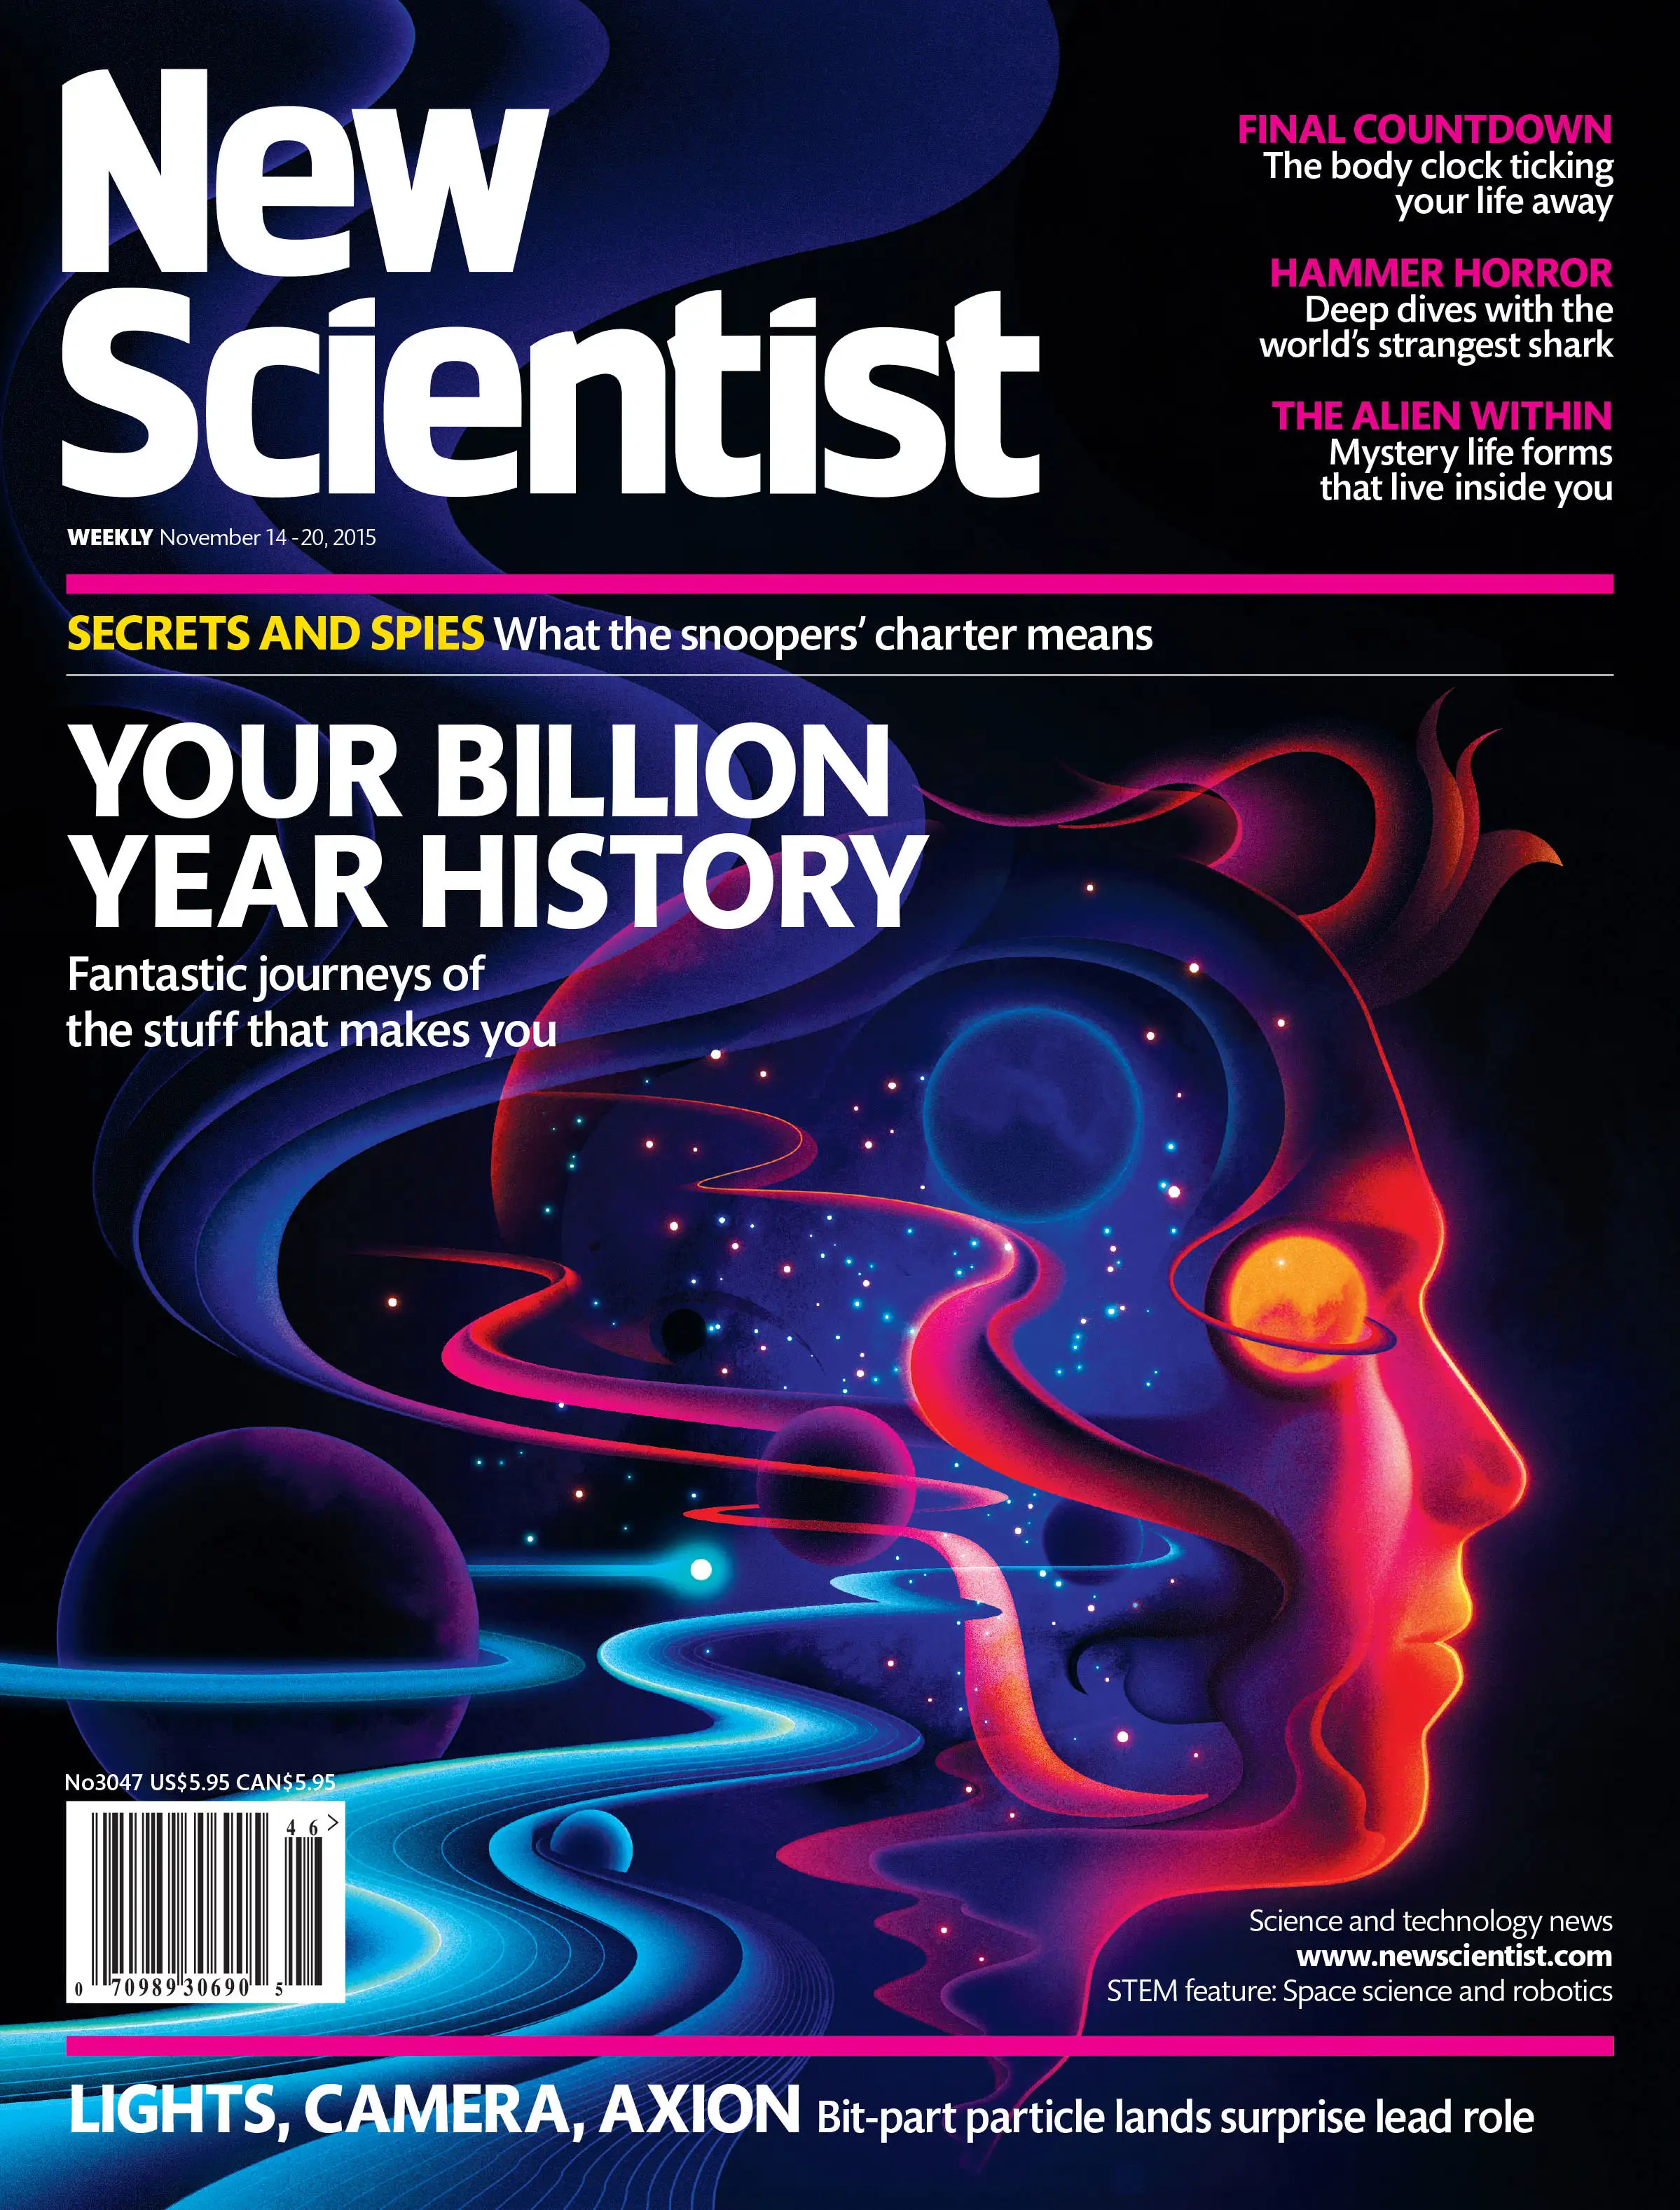 New
Scientist
WEEKLY November 14 - 20, 2015
FINAL COUNTDOWN
The body clock ticking
your life away
HAMMER HORROR
Deep dives with the
world's strangest shark
THE ALIEN WITHIN
Mystery life forms
that live inside you
SECRETS AND SPIES What the snoopers' charter means
YOUR BILLION
YEAR HISTORY
Fantastic journeys of
the stuff that makes you
No3047 US$5.95 CAN$5.95
4 6 >
0 70989 30690 5
Science and technology news
www.newscientist.com
STEM feature: Space science and robotics
LIGHTS, CAMERA, AXION Bit-part particle lands surprise lead role